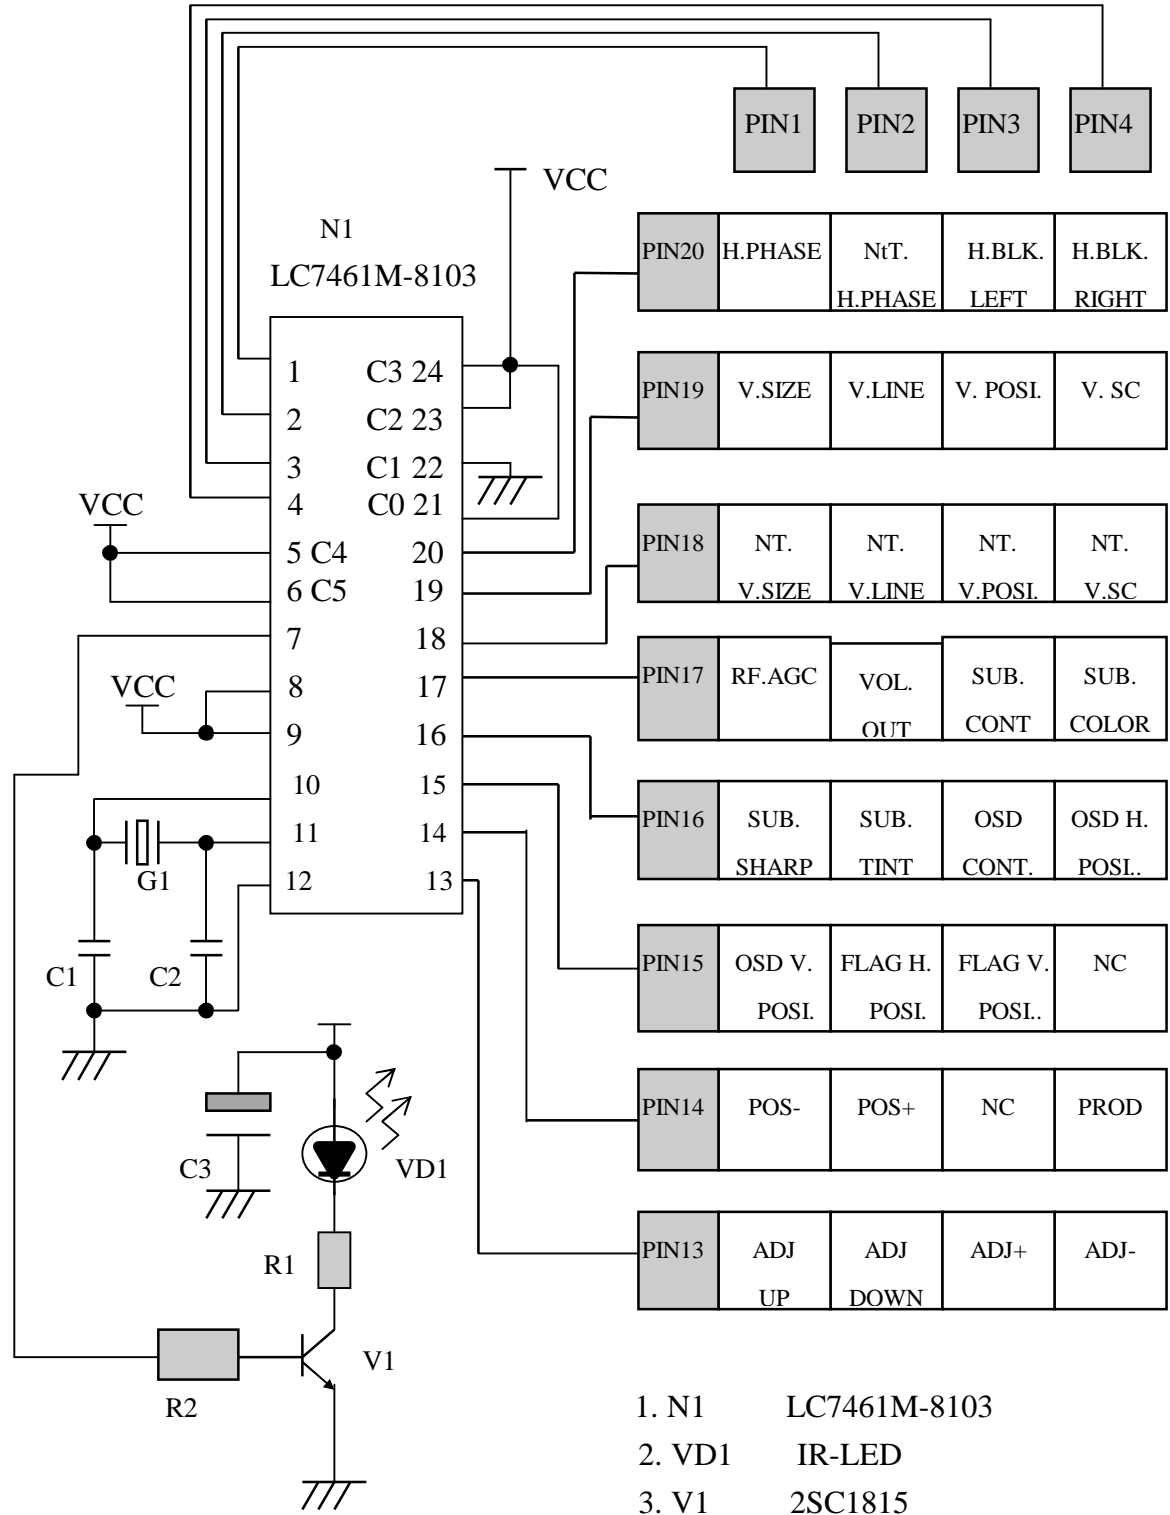 PIN1 PIN2 PIN3 PIN4
VCC
N1
LC7461M-8103
PIN20 H.PHASE NtT. H.BLK. H.BLK.
H.PHASE LEFT RIGHT
1 C3 24
2 C2 23
3 C1 22
4 C0 21
5 C4 20
6 C5 19
7 18
8 17
9 16
10 15
11 14
12 13
VCC
VCC
PIN19 V.SIZE V.LINE V. POSI. V. SC
PIN18 NT. NT. NT. NT.
V.SIZE V.LINE V.POSI. V.SC
PIN17 RF.AGC VOL. SUB. SUB.
OUT CONT COLOR
PIN16 SUB. SUB. OSD OSD H.
SHARP TINT CONT. POSI..
G1
C1 C2
PIN15 OSD V. FLAG H. FLAG V. NC
POSI. POSI. POSI..
PIN14 POS- POS+ NC PROD
C3 VD1
PIN13 ADJ ADJ ADJ+ ADJ-
UP DOWN
R1
V1
R2
1. N1 LC7461M-8103
2. VD1 IR-LED
3. V1 2SC1815